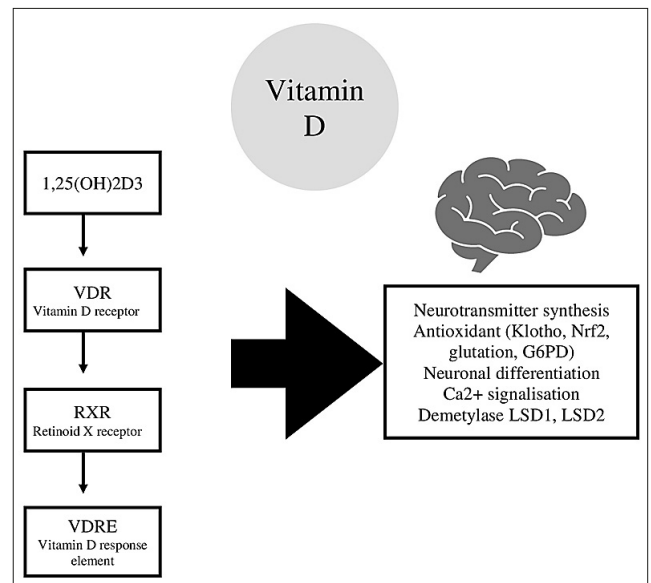 Vitamin
D
1,25(OH)2D3
VDR
Vitamin D receptor
RXR
Retinoid X receptor
VDRE
Vitamin D response
element
Neurotransmitter synthesis
Antioxidant (Klotho, Nrf2,
glutation, G6PD)
Neuronal differentiation
Ca2+ signalisation
Demetylase LSD1, LSD2